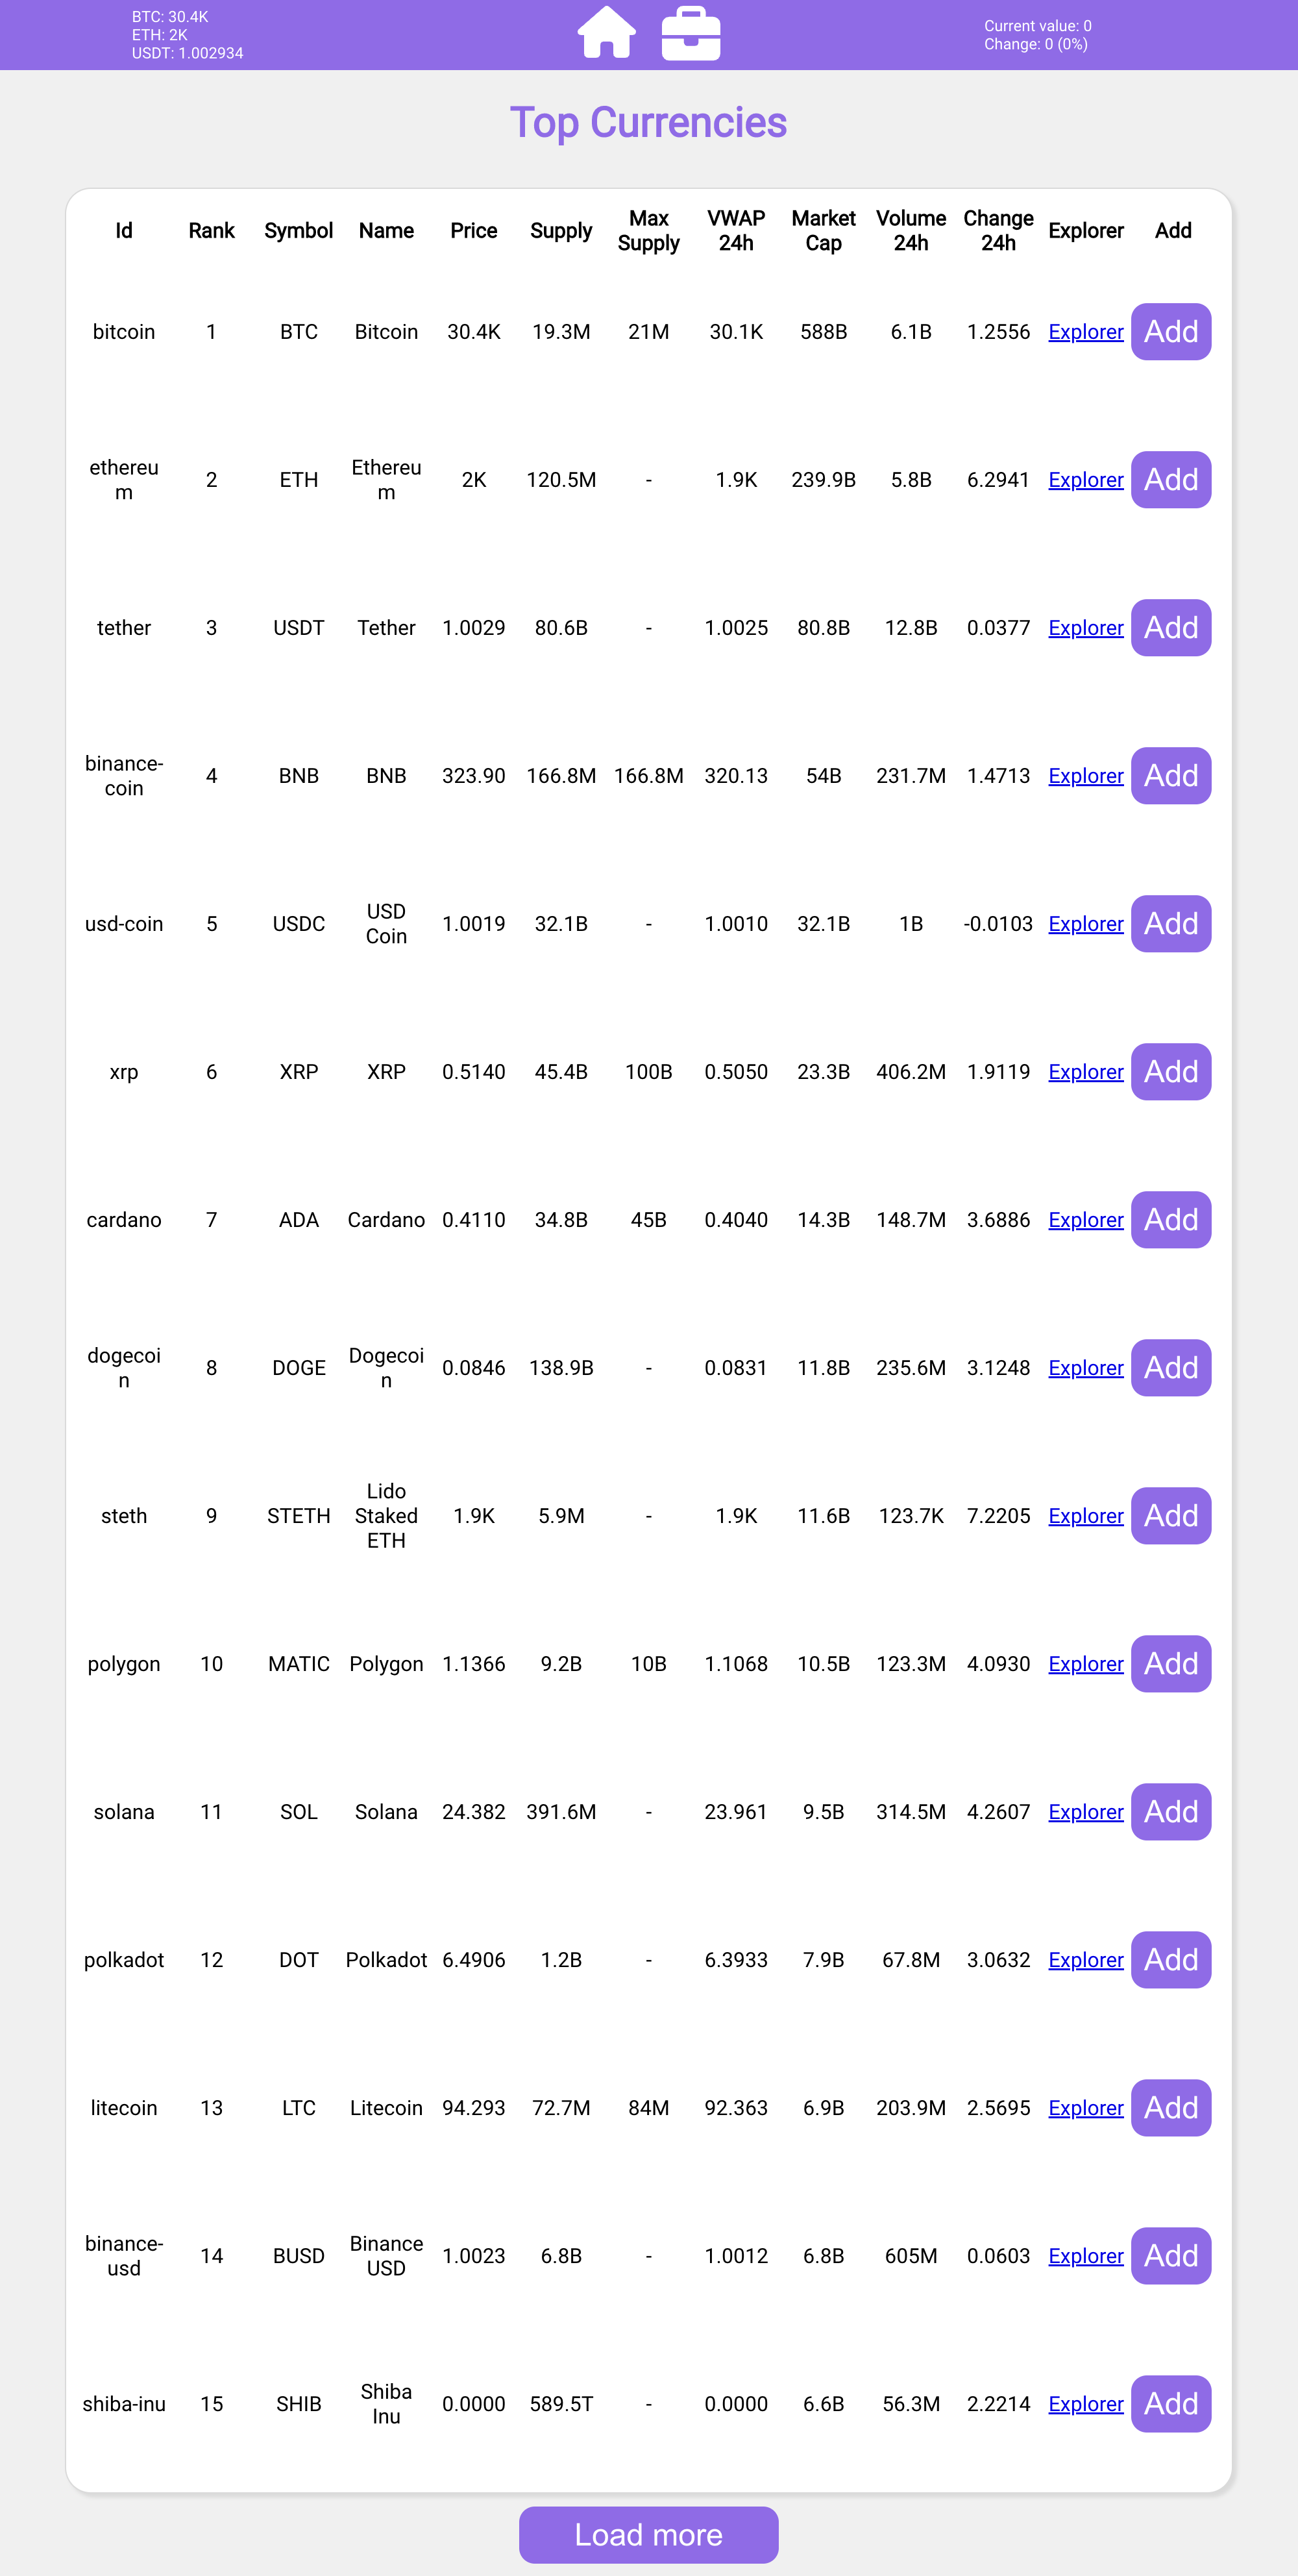 BTC: 30.4K
ETH: 2K
USDT: 1.002934
Current value: 0
Change: 0 (0%)
Top Currencies
Id Rank Symbol Name Price Supply Max Supply VWAP 24h Market Cap Volume 24h Change 24h Explorer Add
bitcoin 1 BTC Bitcoin 30.4K 19.3M 21M 30.1K 588B 6.1B 1.2556 Explorer Add
ethereum 2 ETH Ethereum 2K 120.5M - 1.9K 239.9B 5.8B 6.2941 Explorer Add
tether 3 USDT Tether 1.0029 80.6B - 1.0025 80.8B 12.8B 0.0377 Explorer Add
binance-coin 4 BNB BNB 323.90 166.8M 166.8M 320.13 54B 231.7M 1.4713 Explorer Add
usd-coin 5 USDC USD Coin 1.0019 32.1B - 1.0010 32.1B 1B -0.0103 Explorer Add
xrp 6 XRP XRP 0.5140 45.4B 100B 0.5050 23.3B 406.2M 1.9119 Explorer Add
cardano 7 ADA Cardano 0.4110 34.8B 45B 0.4040 14.3B 148.7M 3.6886 Explorer Add
dogecoin 8 DOGE Dogecoin 0.0846 138.9B - 0.0831 11.8B 235.6M 3.1248 Explorer Add
steth 9 STETH Lido Staked ETH 1.9K 5.9M - 1.9K 11.6B 123.7K 7.2205 Explorer Add
polygon 10 MATIC Polygon 1.1366 9.2B 10B 1.1068 10.5B 123.3M 4.0930 Explorer Add
solana 11 SOL Solana 24.382 391.6M - 23.961 9.5B 314.5M 4.2607 Explorer Add
polkadot 12 DOT Polkadot 6.4906 1.2B - 6.3933 7.9B 67.8M 3.0632 Explorer Add
litecoin 13 LTC Litecoin 94.293 72.7M 84M 92.363 6.9B 203.9M 2.5695 Explorer Add
binance-usd 14 BUSD Binance USD 1.0023 6.8B - 1.0012 6.8B 605M 0.0603 Explorer Add
shiba-inu 15 SHIB Shiba Inu 0.0000 589.5T - 0.0000 6.6B 56.3M 2.2214 Explorer Add
Load more